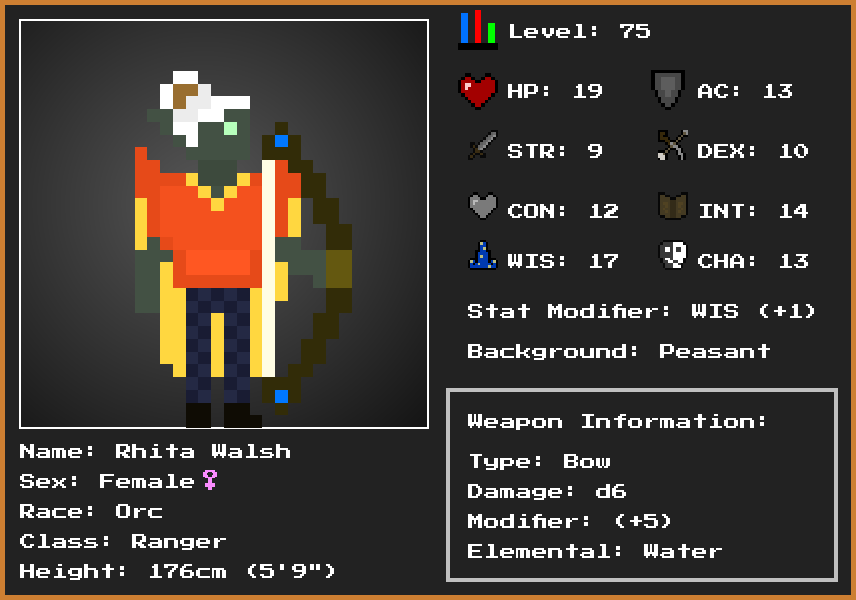 Level: 75
HP: 19
AC: 13
STR: 9
DEX: 10
CON: 12
INT: 14
WIS: 17
CHA: 13
Stat Modifier: WIS (+1)
Background: Peasant
Weapon Information:
Type: Bow
Damage: d6
Modifier: (+5)
Elemental: Water
Name: Rhita Walsh
Sex: Female♀
Race: Orc
Class: Ranger
Height: 176cm (5'9")